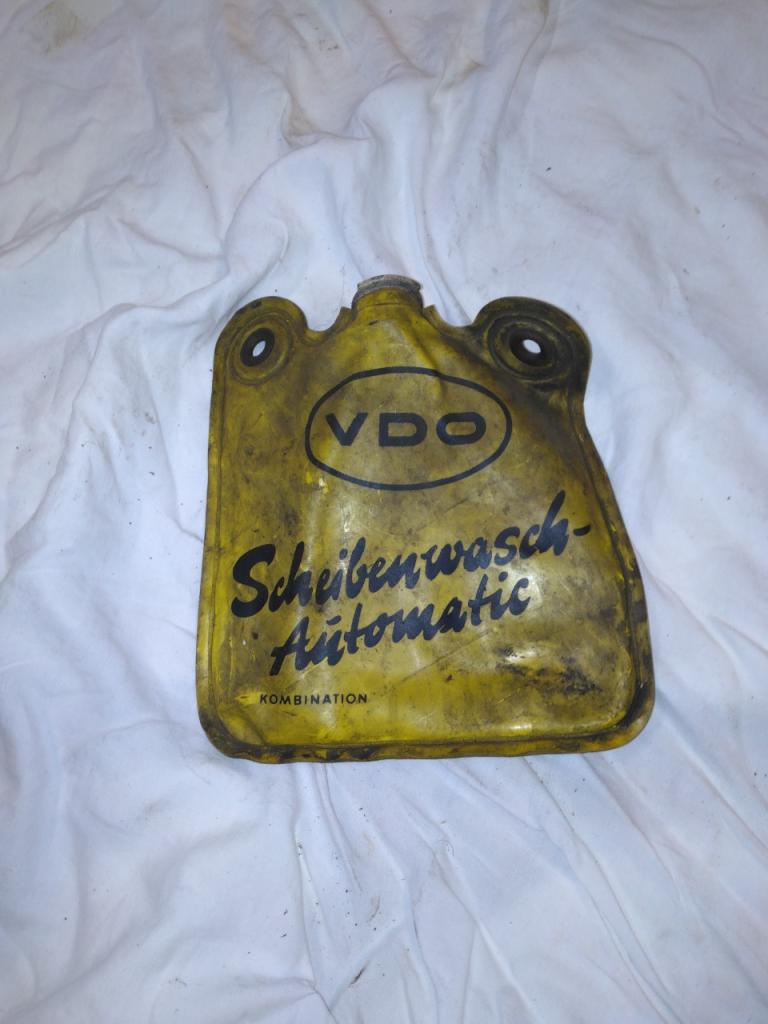 VDO
Scheibenwasch-
Automatic
KOMBINATION